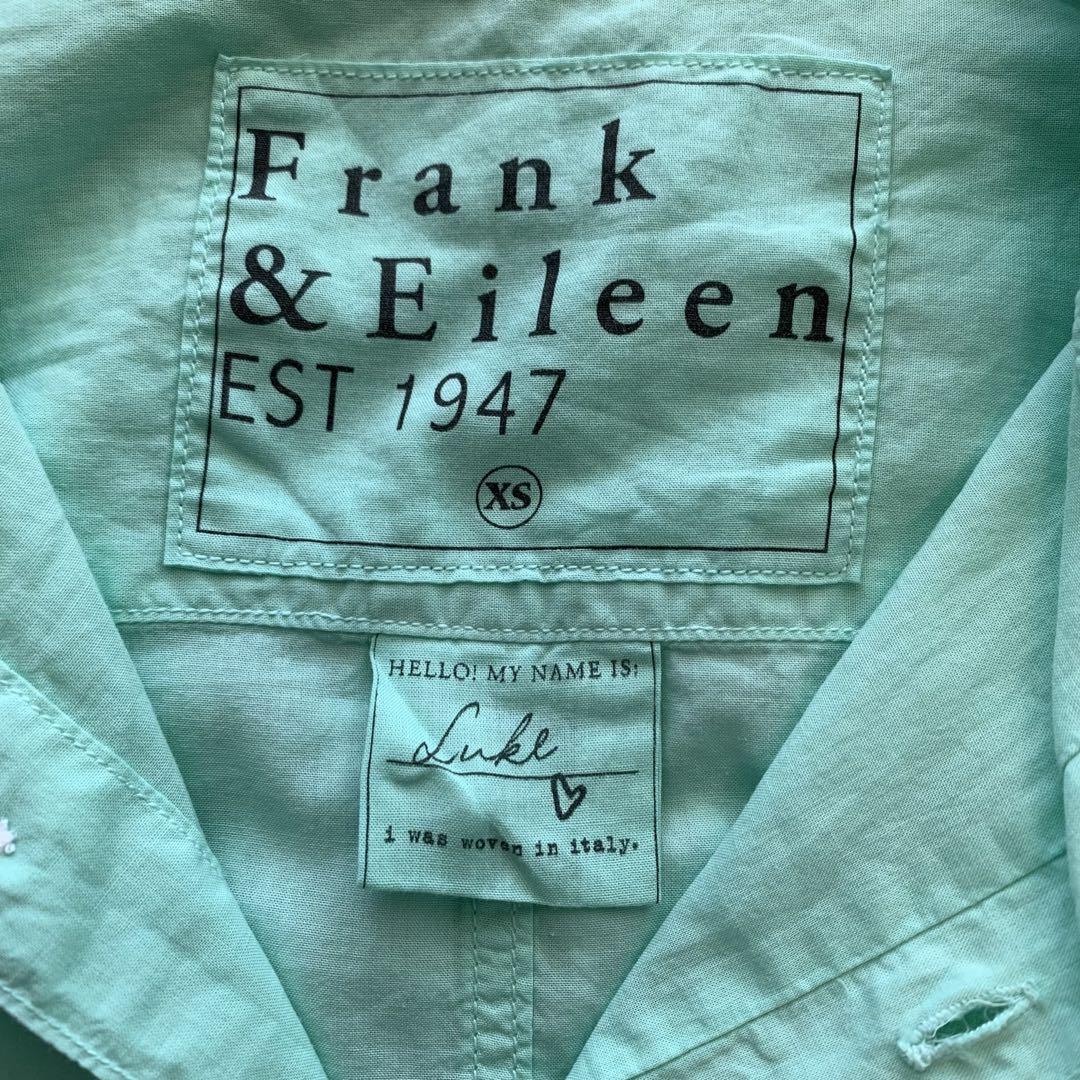 Frank
& Eileen
EST 1947
XS
HELLO! MY NAME IS:
Luke
i was woven in italy.